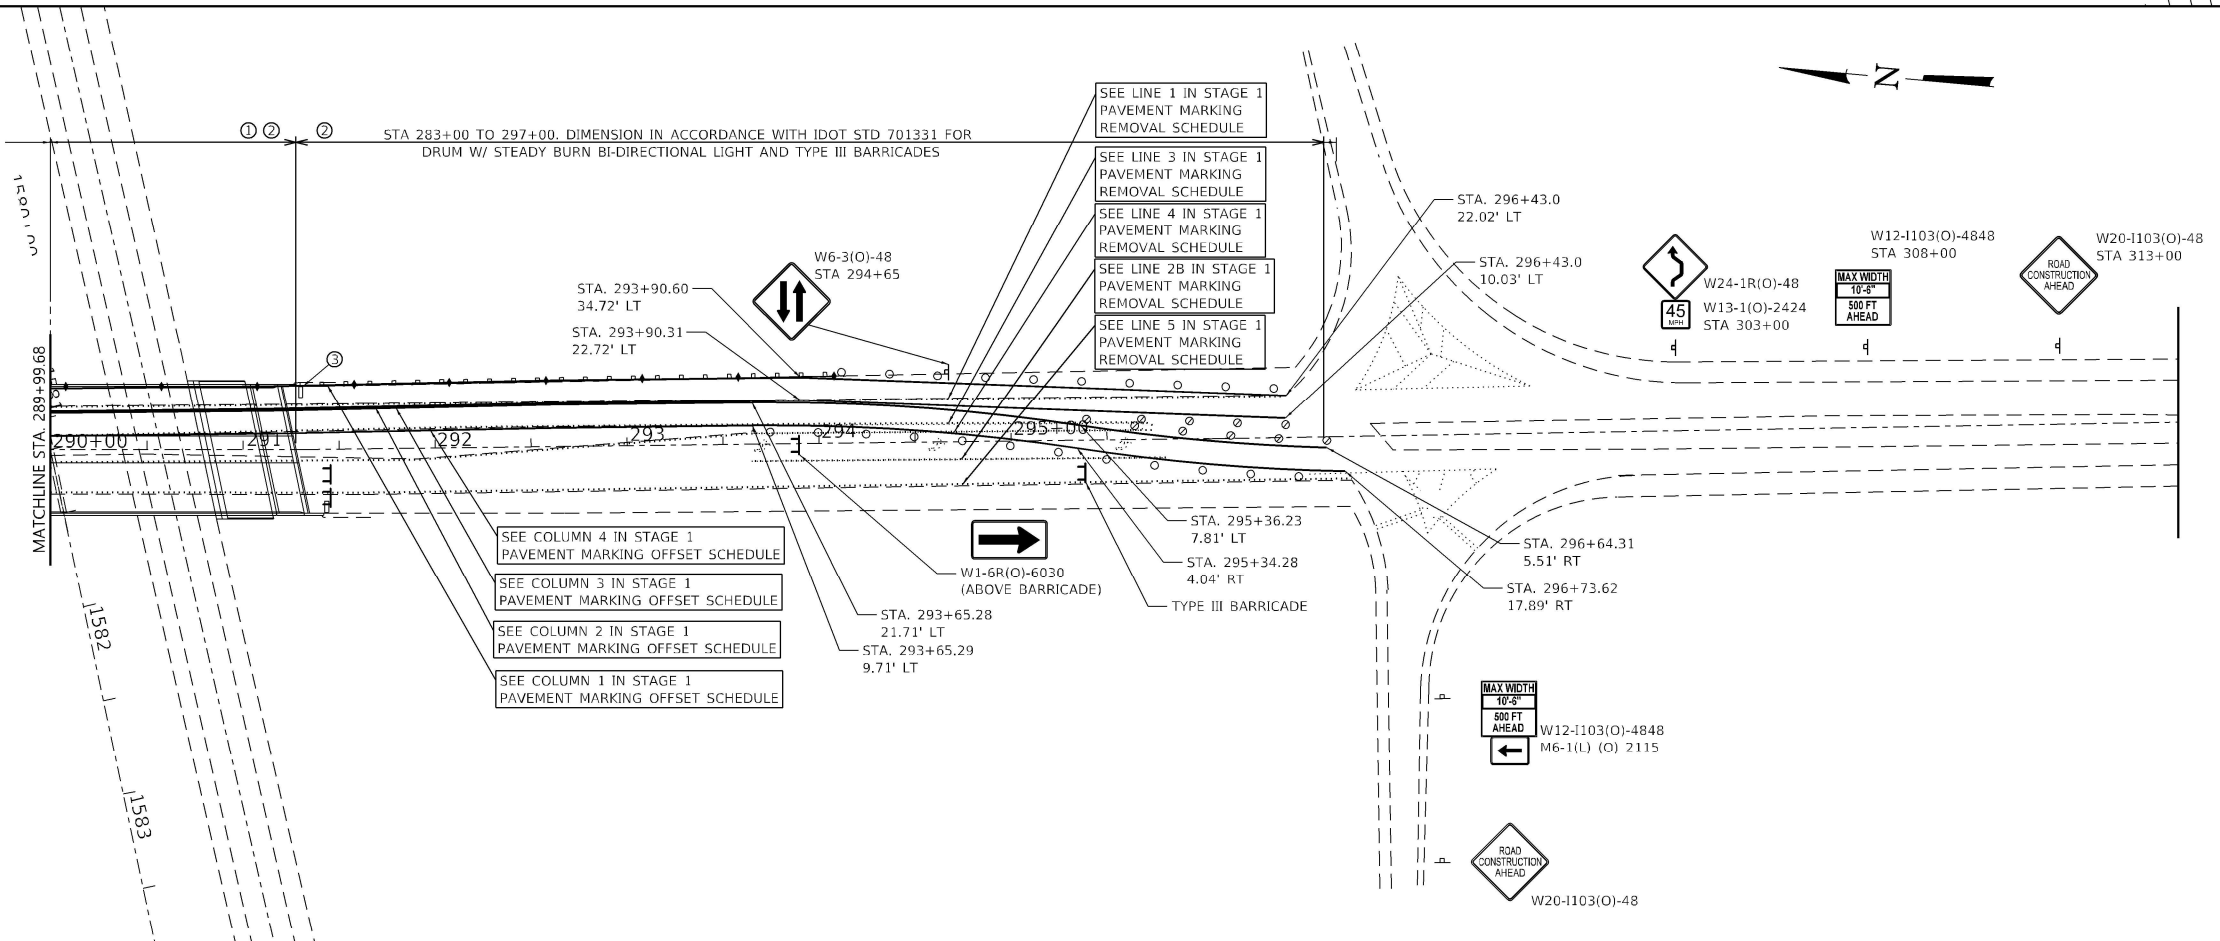 ① ② ②
STA 283+00 TO 297+00. DIMENSION IN ACCORDANCE WITH IDOT STD 701331 FOR
DRUM W/ STEADY BURN BI-DIRECTIONAL LIGHT AND TYPE III BARRICADES
SEE LINE 1 IN STAGE 1
PAVEMENT MARKING
REMOVAL SCHEDULE
SEE LINE 3 IN STAGE 1
PAVEMENT MARKING
REMOVAL SCHEDULE
SEE LINE 4 IN STAGE 1
PAVEMENT MARKING
REMOVAL SCHEDULE
SEE LINE 2B IN STAGE 1
PAVEMENT MARKING
REMOVAL SCHEDULE
SEE LINE 5 IN STAGE 1
PAVEMENT MARKING
REMOVAL SCHEDULE
N
STA. 296+43.0
22.02' LT
STA. 296+43.0
10.03' LT
W6-3(O)-48
STA 294+65
STA. 293+90.60
34.72' LT
STA. 293+90.31
22.72' LT
③
W24-1R(O)-48
45
MPH
W13-1(O)-2424
STA 303+00
W12-I103(O)-4848
STA 308+00
MAX WIDTH
10'-6"
500 FT
AHEAD
W20-I103(O)-48
STA 313+00
ROAD
CONSTRUCTION
AHEAD
MATCHLINE STA. 289+99.68
290+00
291
292
293
294
295+00
SEE COLUMN 4 IN STAGE 1
PAVEMENT MARKING OFFSET SCHEDULE
SEE COLUMN 3 IN STAGE 1
PAVEMENT MARKING OFFSET SCHEDULE
SEE COLUMN 2 IN STAGE 1
PAVEMENT MARKING OFFSET SCHEDULE
SEE COLUMN 1 IN STAGE 1
PAVEMENT MARKING OFFSET SCHEDULE
STA. 293+65.28
21.71' LT
STA. 293+65.29
9.71' LT
W1-6R(O)-6030
(ABOVE BARRICADE)
STA. 295+36.23
7.81' LT
STA. 295+34.28
4.04' RT
TYPE III BARRICADE
STA. 296+64.31
5.51' RT
STA. 296+73.62
17.89' RT
1582
1583
MAX WIDTH
10'-6"
500 FT
AHEAD
W12-I103(O)-4848
M6-1(L) (O) 2115
ROAD
CONSTRUCTION
AHEAD
W20-I103(O)-48